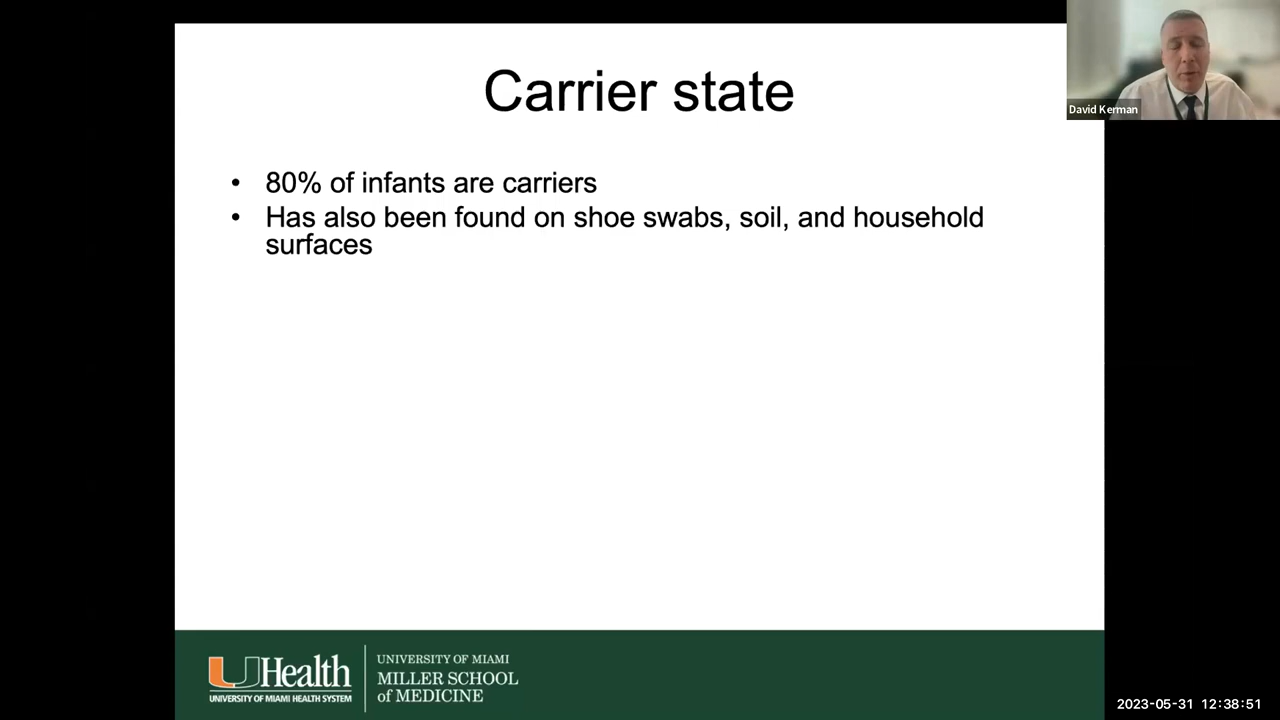 Carrier state
David Kerman
• 80% of infants are carriers
• Has also been found on shoe swabs, soil, and household
surfaces
UHealth
UNIVERSITY OF MIAMI HEALTH SYSTEM
UNIVERSITY OF MIAMI
MILLER SCHOOL
of MEDICINE
2023-05-31 12:38:51